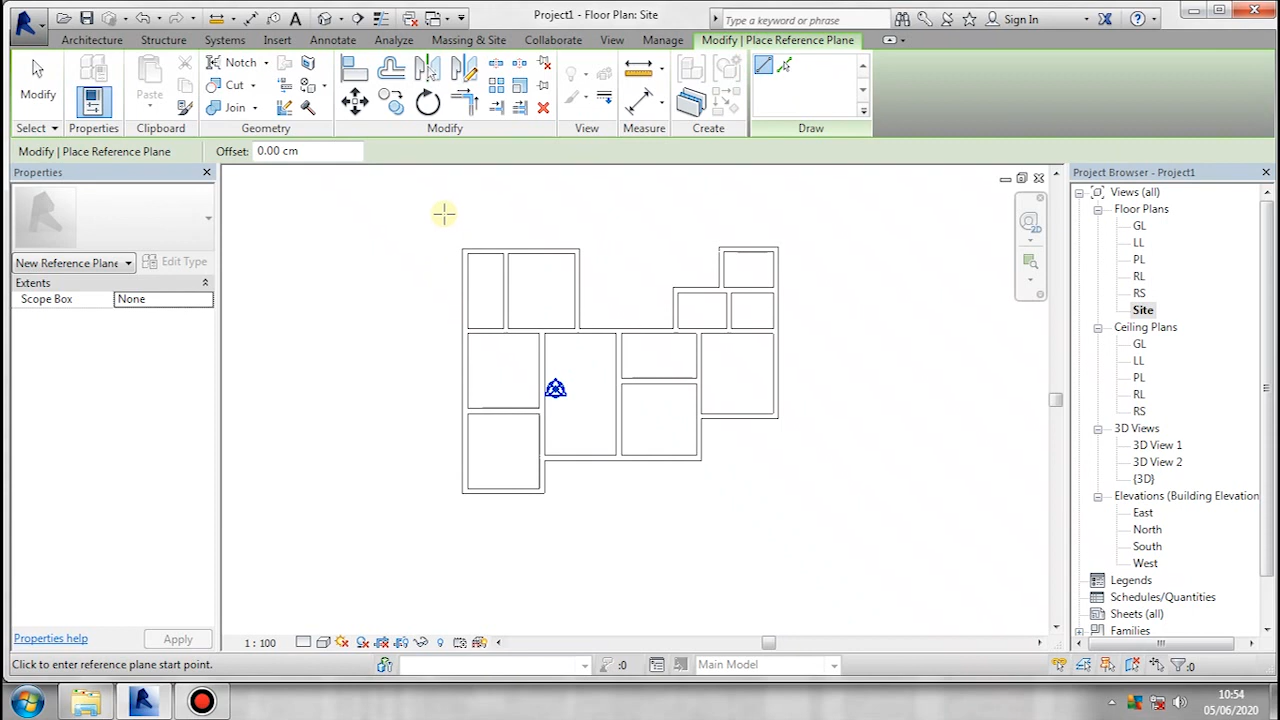 Project1 - Floor Plan: Site
Type a keyword or phrase
Sign In
Architecture Structure Systems Insert Annotate Analyze Massing & Site Collaborate View Manage Modify | Place Reference Plane
Modify Paste Notch Cut Join
Select Properties Clipboard Geometry Modify View Measure Create Draw
Modify | Place Reference Plane Offset: 0.00 cm
Properties
New Reference Plane Edit Type
Extents
Scope Box None
Properties help Apply
2D
Project Browser - Project1
Views (all)
Floor Plans
GL
LL
PL
RL
RS
Site
Ceiling Plans
GL
LL
PL
RL
RS
3D Views
3D View 1
3D View 2
{3D}
Elevations (Building Elevation
East
North
South
West
Legends
Schedules/Quantities
Sheets (all)
Families
1 : 100
Click to enter reference plane start point.
:0 Main Model :0
10:54
05/06/2020